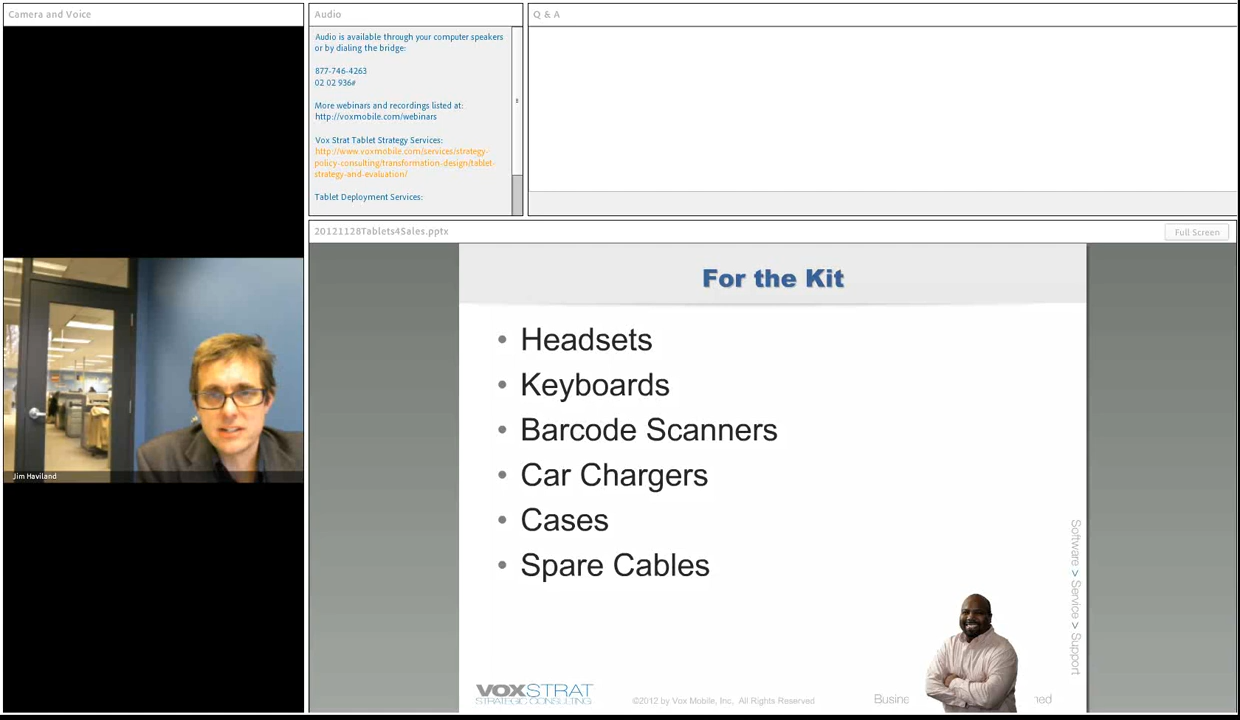 Camera and Voice
Jim Haviland
Audio
Audio is available through your computer speakers
or by dialing the bridge:
877-746-4263
02 02 936#
More webinars and recordings listed at:
http://voxmobile.com/webinars
Vox Strat Tablet Strategy Services:
http://www.voxmobile.com/services/strategy-
policy-consulting/transformation-design/tablet-
strategy-and-evaluation/
Tablet Deployment Services:
Q & A
20121128Tablets4Sales.pptx
Full Screen
For the Kit
• Headsets
• Keyboards
• Barcode Scanners
• Car Chargers
• Cases
• Spare Cables
Software > Service > Support
VOXSTRAT
STRATEGIC CONSULTING
©2012 by Vox Mobile, Inc, All Rights Reserved